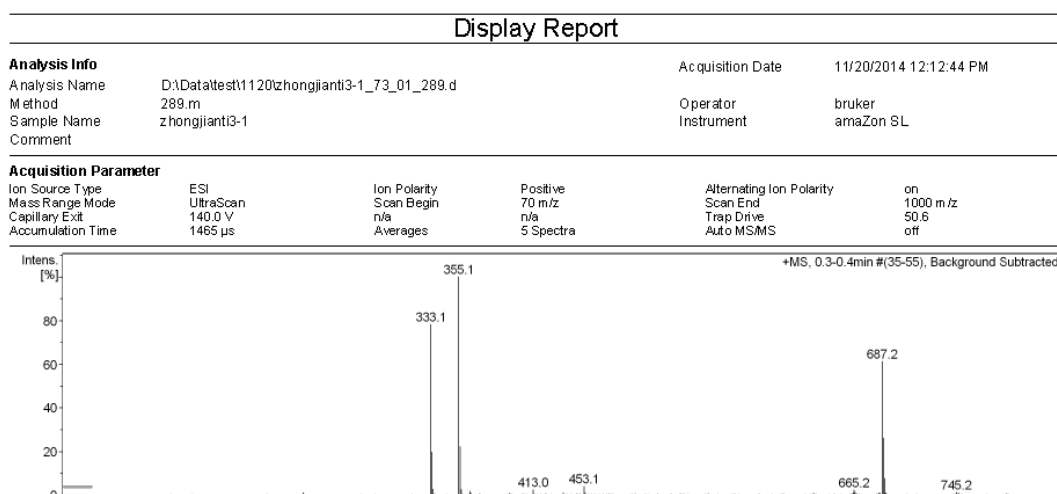 Display Report
Analysis Info
Acquisition Date 11/20/2014 12:12:44 PM
Analysis Name D:\Data\test\1120\zhongjianti3-1_73_01_289.d
Method 289.m Operator bruker
Sample Name zhongjianti3-1 Instrument amaZon SL
Comment
Acquisition Parameter
Ion Source Type ESI Ion Polarity Positive Alternating Ion Polarity on
Mass Range Mode UltraScan Scan Begin 70 m/z Scan End 1000 m/z
Capillary Exit 140.0 V n/a n/a Trap Drive 50.6
Accumulation Time 1465 µs Averages 5 Spectra Auto MS/MS off
Intens. +MS, 0.3-0.4min #(35-55), Background Subtracted
[%]
355.1
333.1
80
687.2
60
40
20
413.0 453.1 665.2 745.2
0